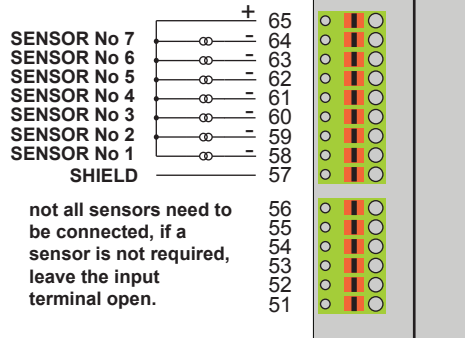 + 65
SENSOR No 7 - 64
SENSOR No 6 - 63
SENSOR No 5 - 62
SENSOR No 4 - 61
SENSOR No 3 - 60
SENSOR No 2 - 59
SENSOR No 1 - 58
SHIELD 57
not all sensors need to
be connected, if a
sensor is not required,
leave the input
terminal open.
56
55
54
53
52
51